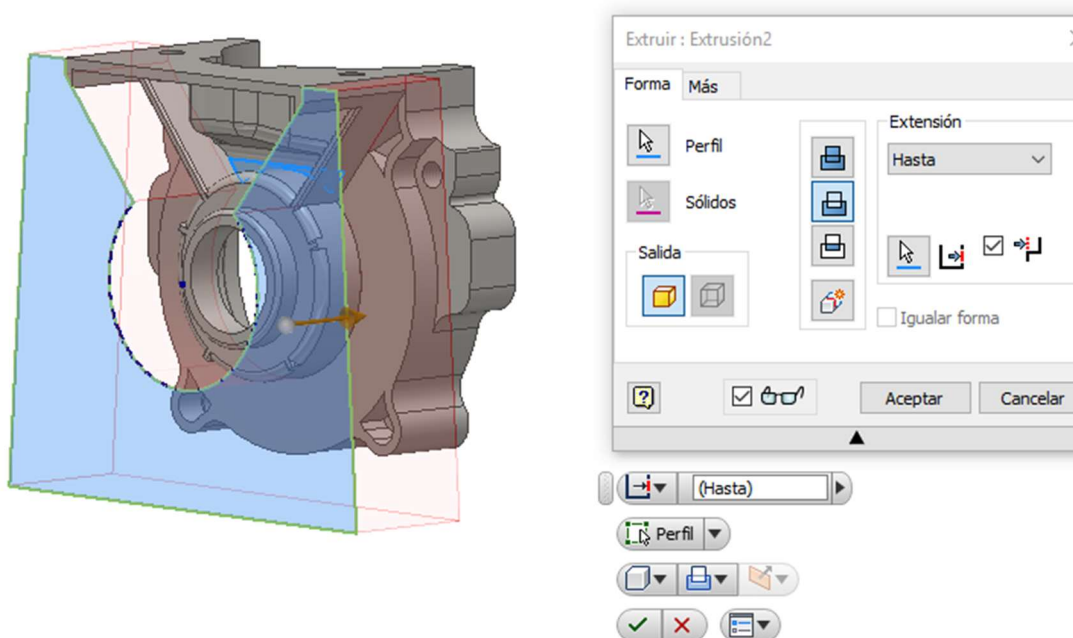 Extruir : Extrusión2
Forma Más
Perfil
Sólidos
Salida
Extensión
Hasta
Igualar forma
Aceptar Cancelar
(Hasta)
Perfil